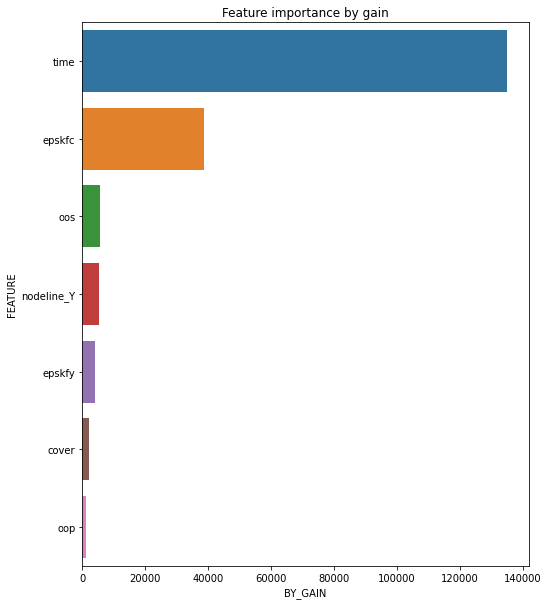 Feature importance by gain
FEATURE
time
epskfc
oos
nodeline_Y
epskfy
cover
oop
0 20000 40000 60000 80000 100000 120000 140000
BY_GAIN